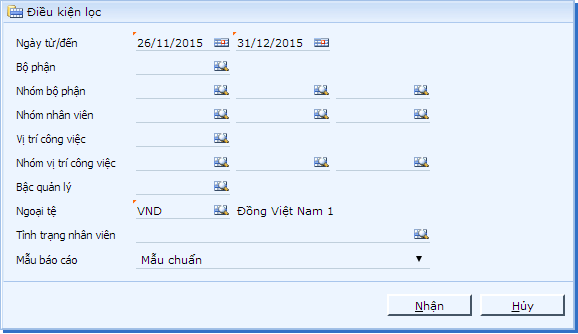 Điều kiện lọc
Ngày từ/đến 26/11/2015 31/12/2015
Bộ phận
Nhóm bộ phận
Nhóm nhân viên
Vị trí công việc
Nhóm vị trí công việc
Bậc quản lý
Ngoại tệ VND Đồng Việt Nam 1
Tình trạng nhân viên
Mẫu báo cáo Mẫu chuẩn
Nhận Hủy